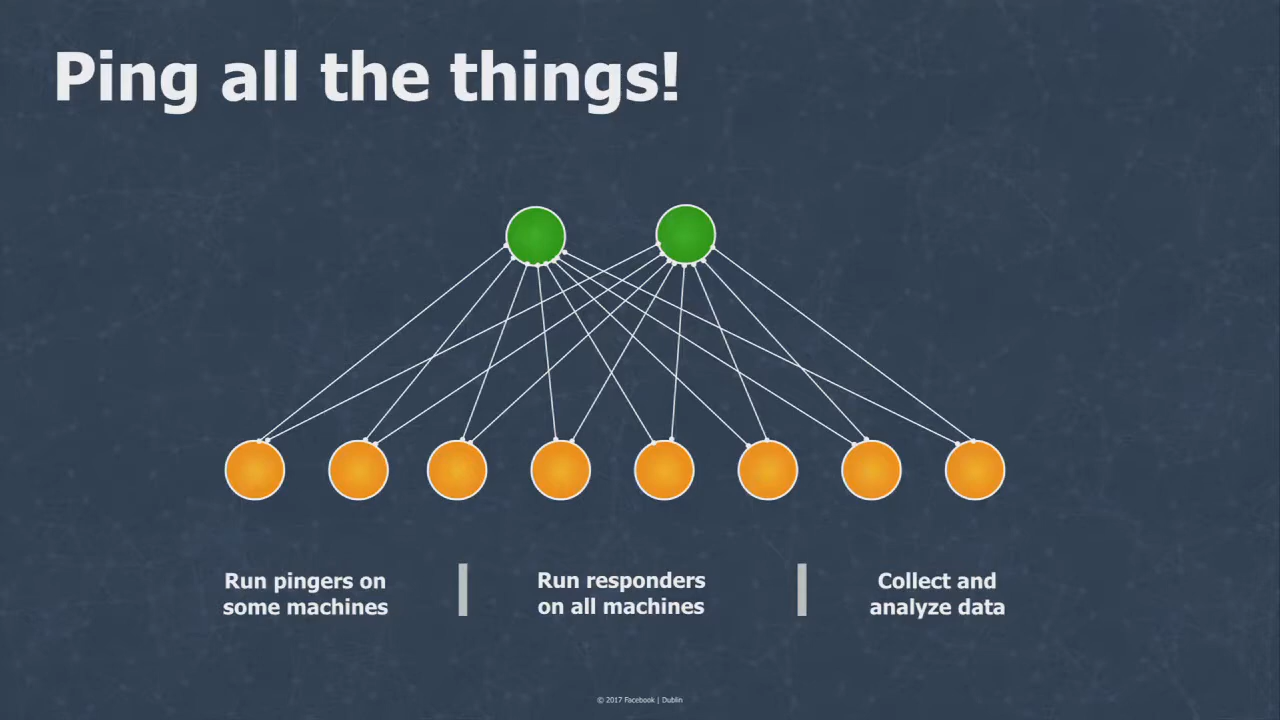 Ping all the things!
Run pingers on
some machines
Run responders
on all machines
Collect and
analyze data
© 2017 Facebook | Dublin